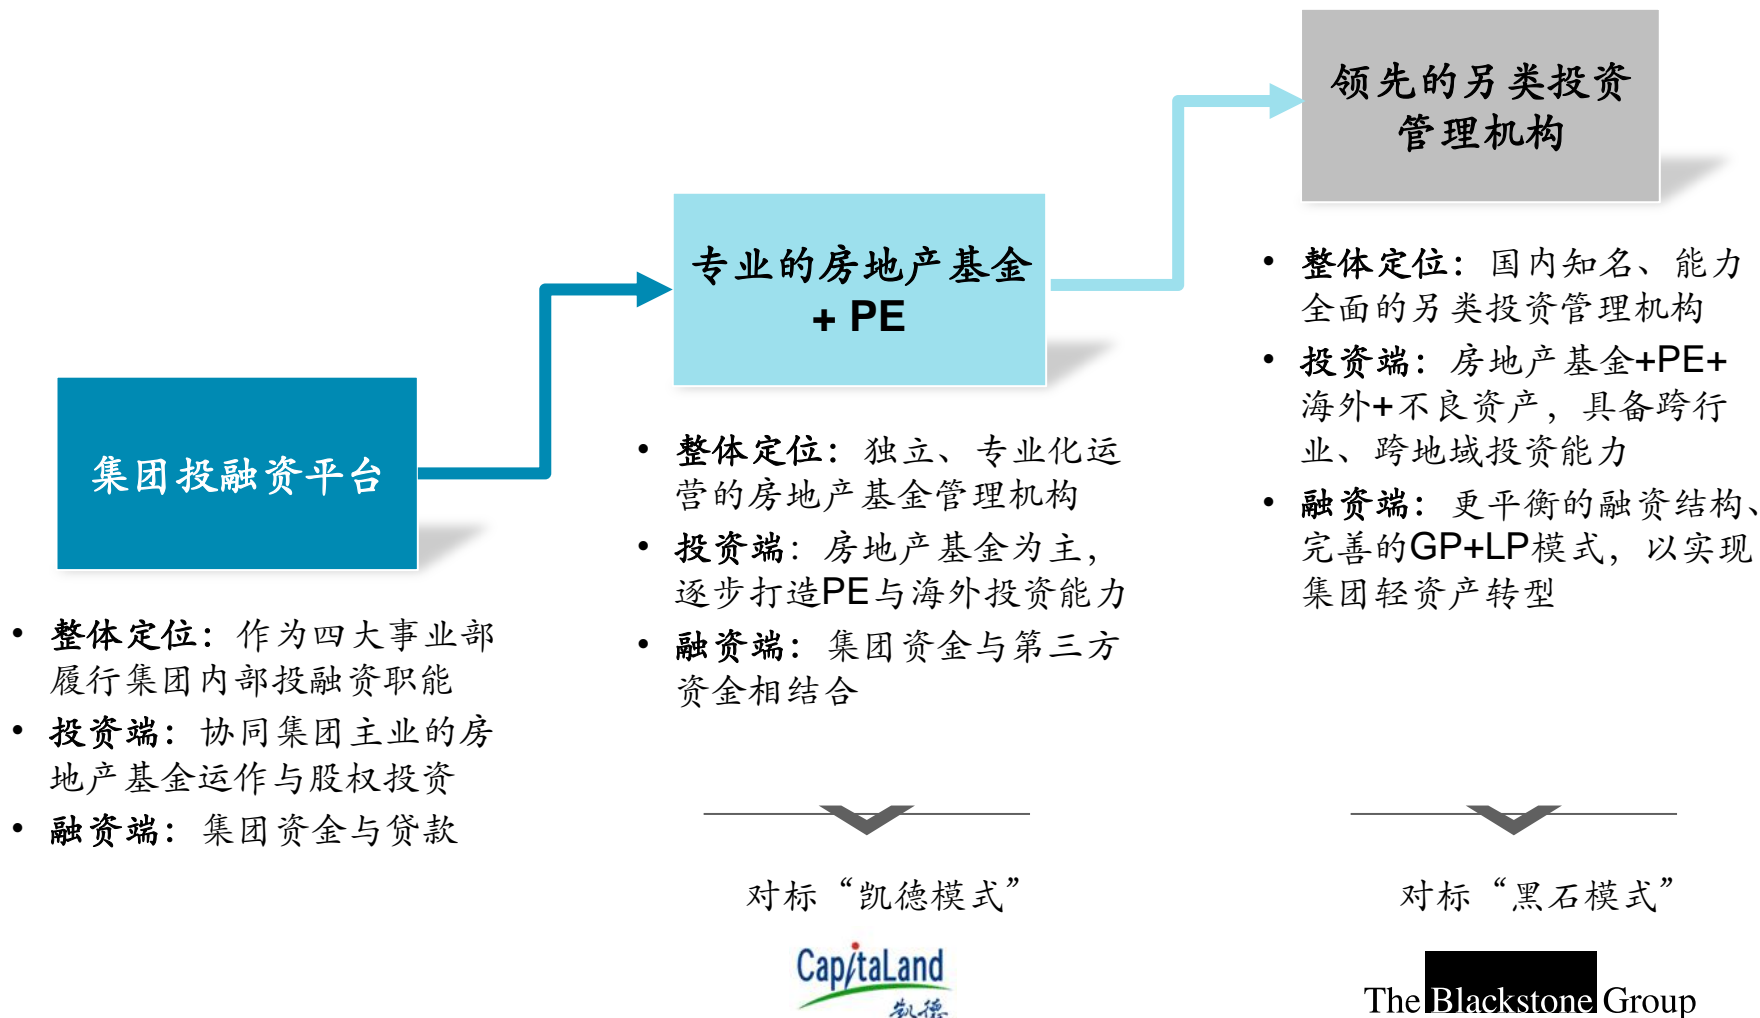 集团投融资平台
• 整体定位：作为四大事业部
履行集团内部投融资职能
• 投资端：协同集团主业的房
地产基金运作与股权投资
• 融资端：集团资金与贷款
专业的房地产基金
+ PE
• 整体定位：独立、专业化运
营的房地产基金管理机构
• 投资端：房地产基金为主，
逐步打造PE与海外投资能力
• 融资端：集团资金与第三方
资金相结合
对标“凯德模式”
CapitaLand
凯德
领先的另类投资
管理机构
• 整体定位：国内知名、能力
全面的另类投资管理机构
• 投资端：房地产基金+PE+
海外+不良资产，具备跨行
业、跨地域投资能力
• 融资端：更平衡的融资结构、
完善的GP+LP模式，以实现
集团轻资产转型
对标“黑石模式”
The Blackstone Group